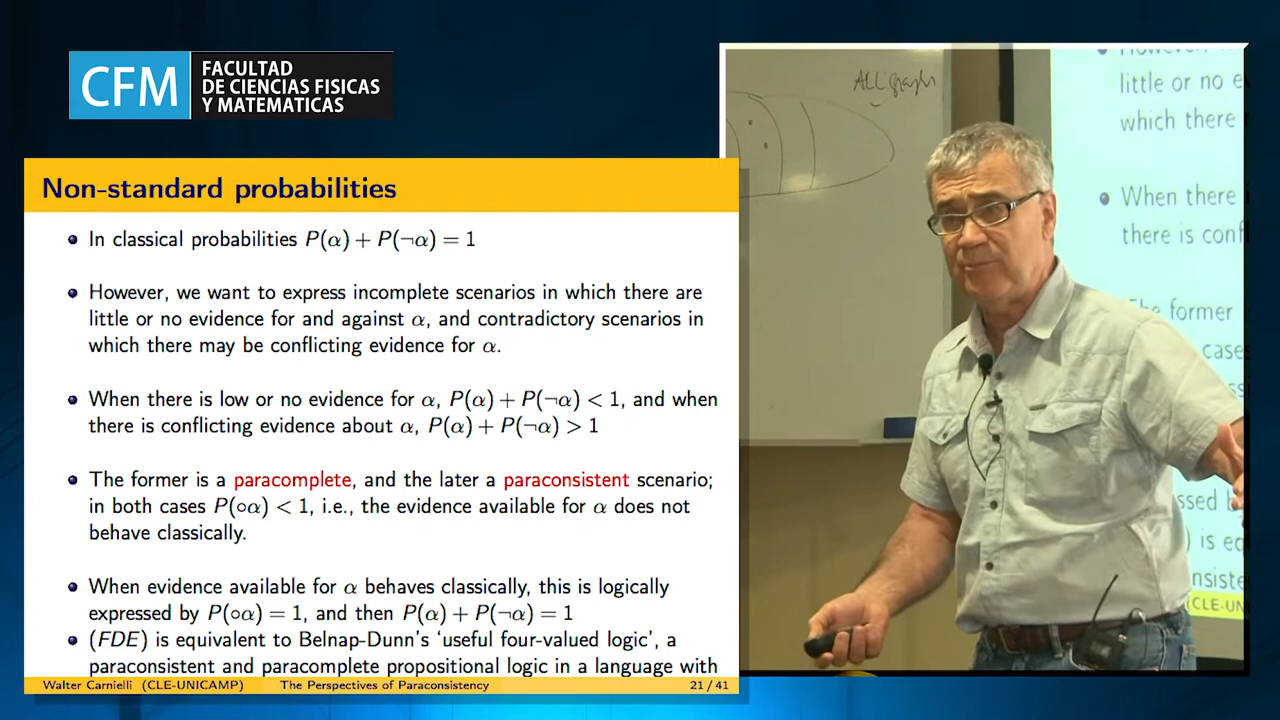 CFM
FACULTAD
DE CIENCIAS FISICAS
Y MATEMATICAS
Non-standard probabilities
In classical probabilities P(α) + P(¬α) = 1
However, we want to express incomplete scenarios in which there are
little or no evidence for and against α, and contradictory scenarios in
which there may be conflicting evidence for α.
When there is low or no evidence for α, P(α) + P(¬α) < 1, and when
there is conflicting evidence about α, P(α) + P(¬α) > 1
The former is a paracomplete, and the later a paraconsistent scenario;
in both cases P(∘α) < 1, i.e., the evidence available for α does not
behave classically.
When evidence available for α behaves classically, this is logically
expressed by P(∘α) = 1, and then P(α) + P(¬α) = 1
(FDE) is equivalent to Belnap-Dunn's ‘useful four-valued logic’, a
paraconsistent and paracomplete propositional logic in a language with
Walter Carnielli (CLE-UNICAMP) The Perspectives of Paraconsistency 21 / 41
However,
little or no e
which there
When there
there is conf
The former
cases
ssed b
) is eq
nsiste
(CLE-UNI